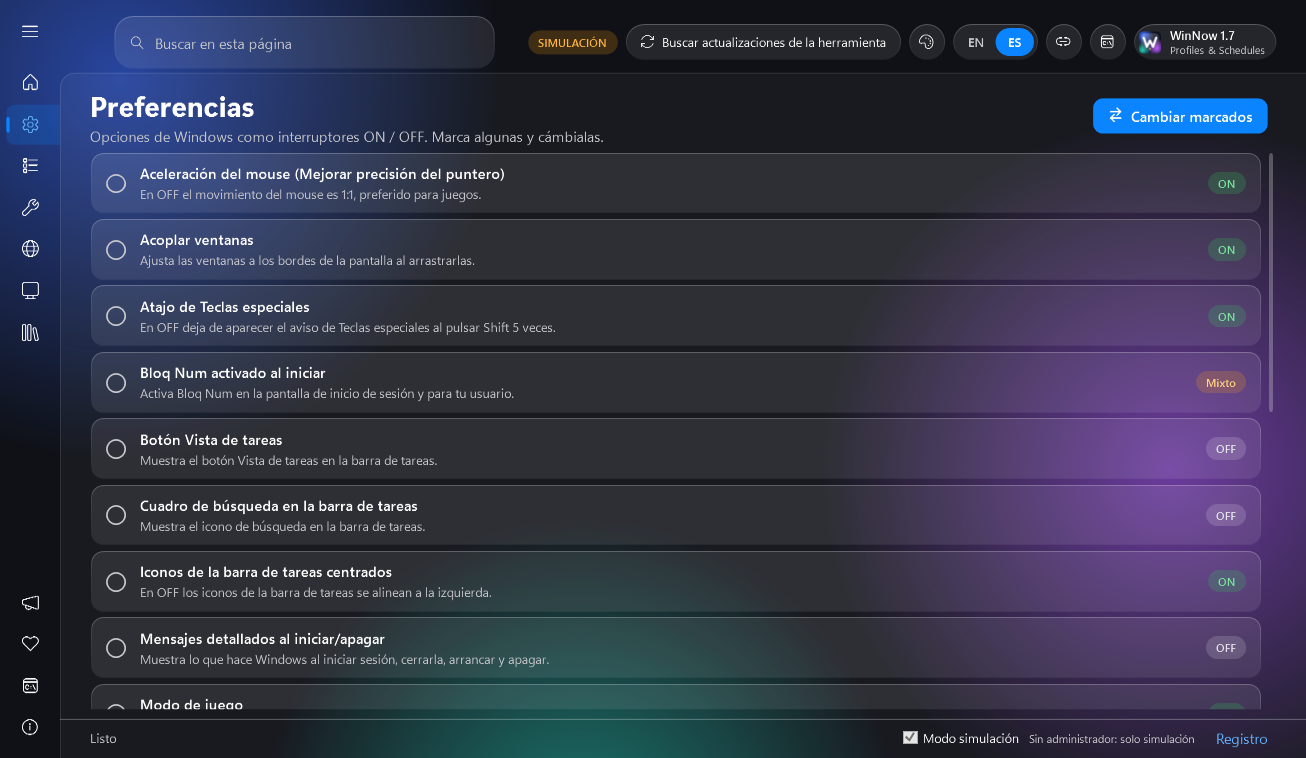 Buscar en esta página
SIMULACIÓN
Buscar actualizaciones de la herramienta
EN
ES
WinNow 1.7
Profiles & Schedules
Preferencias
Opciones de Windows como interruptores ON / OFF. Marca algunas y cámbialas.
Cambiar marcados
Aceleración del mouse (Mejorar precisión del puntero)
En OFF el movimiento del mouse es 1:1, preferido para juegos.
ON
Acoplar ventanas
Ajusta las ventanas a los bordes de la pantalla al arrastrarlas.
ON
Atajo de Teclas especiales
En OFF deja de aparecer el aviso de Teclas especiales al pulsar Shift 5 veces.
ON
Bloq Num activado al iniciar
Activa Bloq Num en la pantalla de inicio de sesión y para tu usuario.
Mixto
Botón Vista de tareas
Muestra el botón Vista de tareas en la barra de tareas.
OFF
Cuadro de búsqueda en la barra de tareas
Muestra el icono de búsqueda en la barra de tareas.
OFF
Iconos de la barra de tareas centrados
En OFF los iconos de la barra de tareas se alinean a la izquierda.
ON
Mensajes detallados al iniciar/apagar
Muestra lo que hace Windows al iniciar sesión, cerrarla, arrancar y apagar.
OFF
Modo de juego
Listo
Modo simulación
Sin administrador: solo simulación
Registro